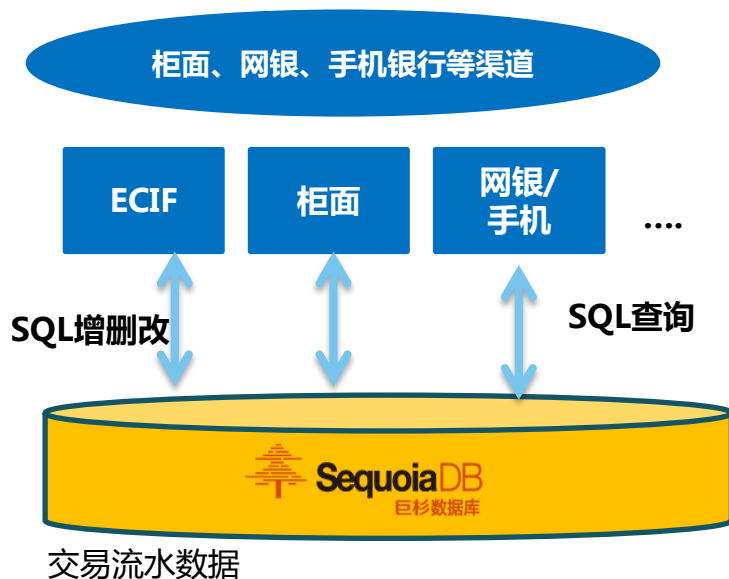 柜面、网银、手机银行等渠道
ECIF
柜面
网银/
手机
....
SQL增删改
SQL查询
SequoiaDB
巨杉数据库
交易流水数据